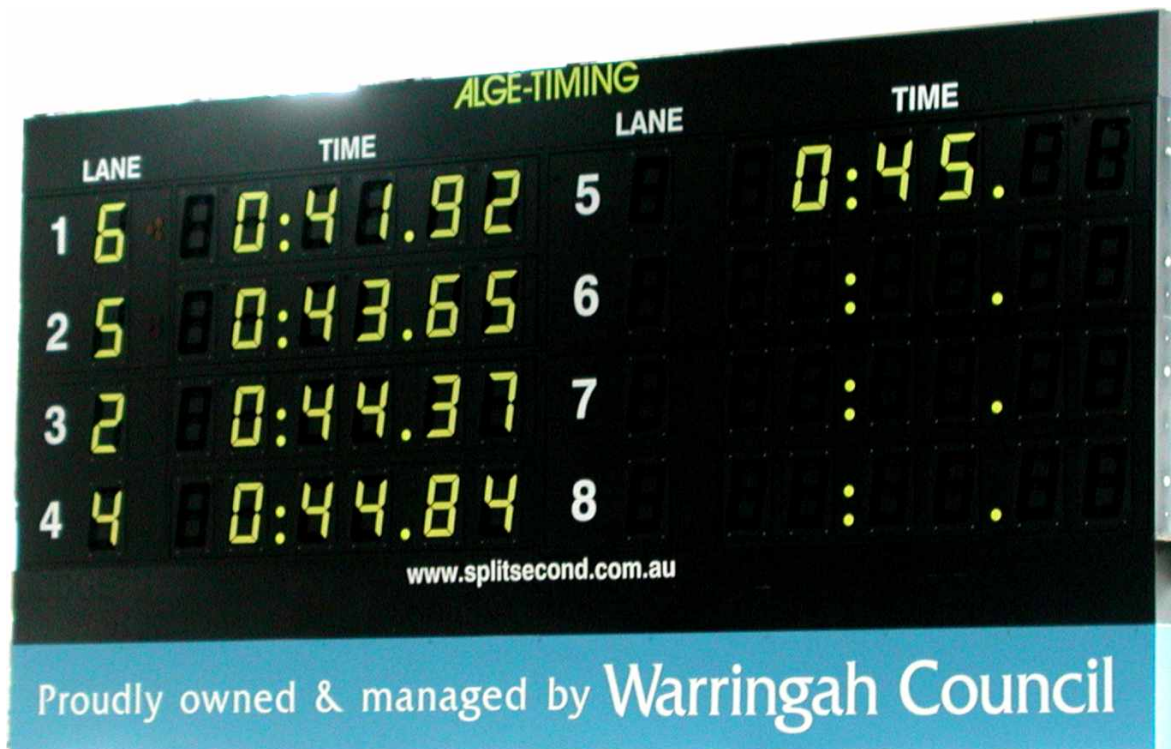 ALGE-TIMING
LANE TIME LANE TIME
1 6 0:41.92 5 0:45.
2 5 0:43.65 6 : .
3 2 0:44.37 7 : .
4 4 0:44.84 8 : .
www.splitsecond.com.au
Proudly owned & managed by Warringah Council